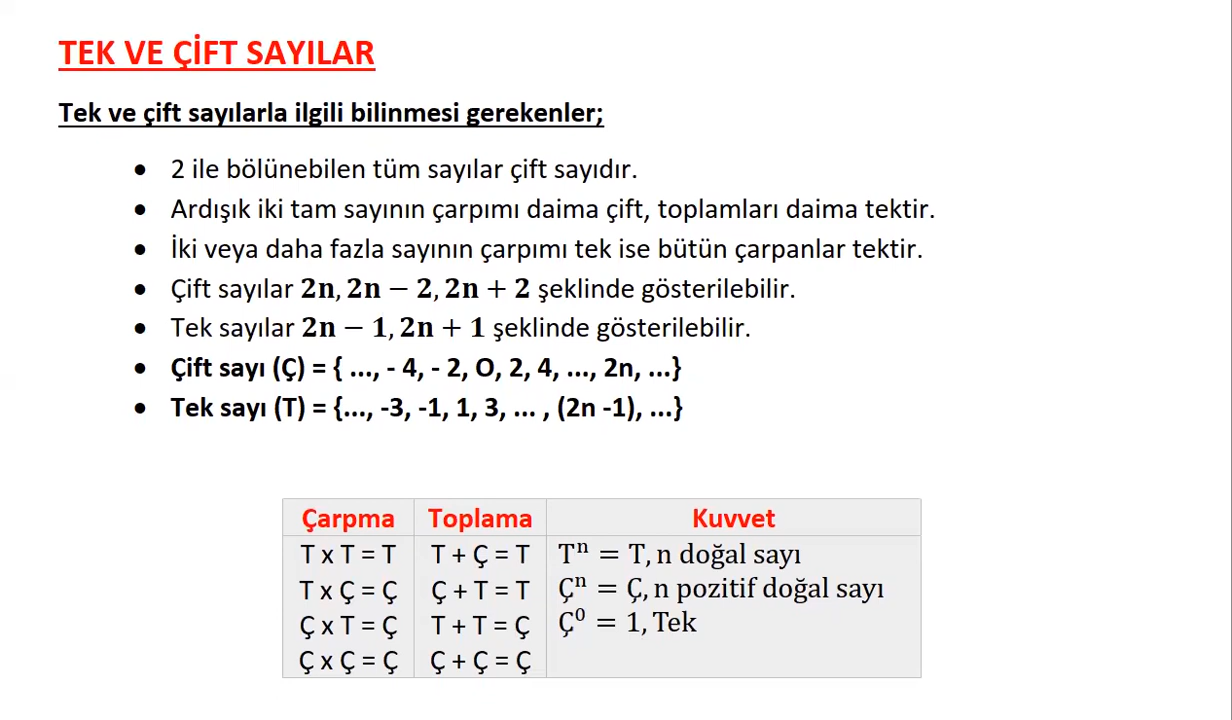 TEK VE ÇİFT SAYILAR
Tek ve çift sayılarla ilgili bilinmesi gerekenler;
• 2 ile bölünebilen tüm sayılar çift sayıdır.
• Ardışık iki tam sayının çarpımı daima çift, toplamları daima tektir.
• İki veya daha fazla sayının çarpımı tek ise bütün çarpanlar tektir.
• Çift sayılar 2n, 2n − 2, 2n + 2 şeklinde gösterilebilir.
• Tek sayılar 2n − 1, 2n + 1 şeklinde gösterilebilir.
• Çift sayı (Ç) = { ..., - 4, - 2, O, 2, 4, ..., 2n, ...}
• Tek sayı (T) = {..., -3, -1, 1, 3, ... , (2n -1), ...}
Çarpma Toplama Kuvvet
T x T = T T + Ç = T Tⁿ = T, n doğal sayı
T x Ç = Ç Ç + T = T Çⁿ = Ç, n pozitif doğal sayı
Ç x T = Ç T + T = Ç Ç⁰ = 1, Tek
Ç x Ç = Ç Ç + Ç = Ç